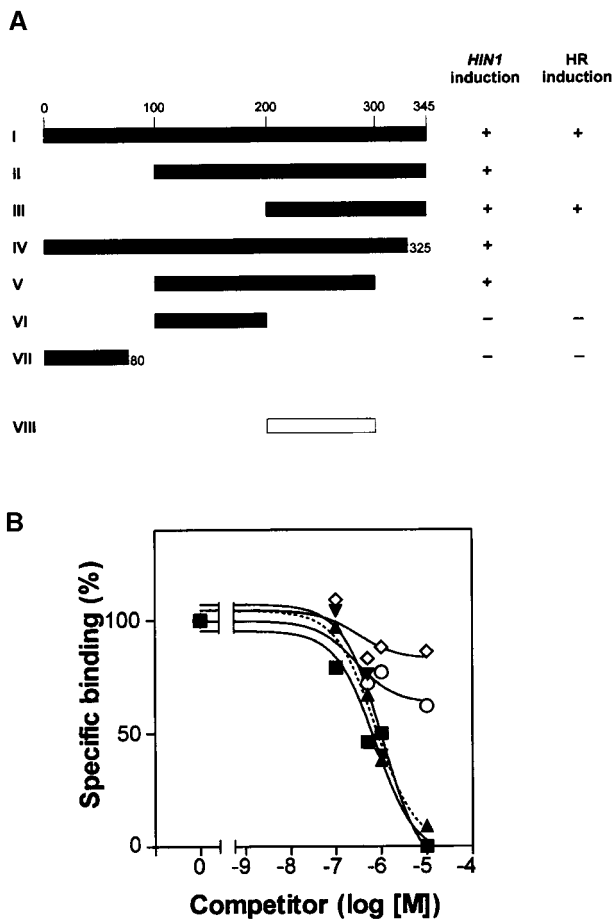 A
HIN1 induction
HR induction
0 100 200 300 345
I + +
II +
III + +
IV 325 +
V +
VI – –
VII 80 – –
VIII
B
Specific binding (%)
100
50
0
0 -9 -8 -7 -6 -5 -4
Competitor (log [M])